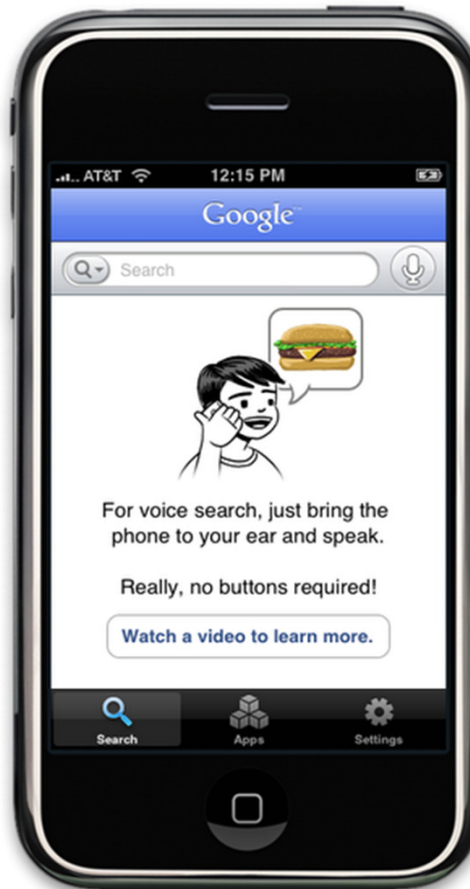 AT&T 12:15 PM
Google™
Search
For voice search, just bring the
phone to your ear and speak.
Really, no buttons required!
Watch a video to learn more.
Search Apps Settings